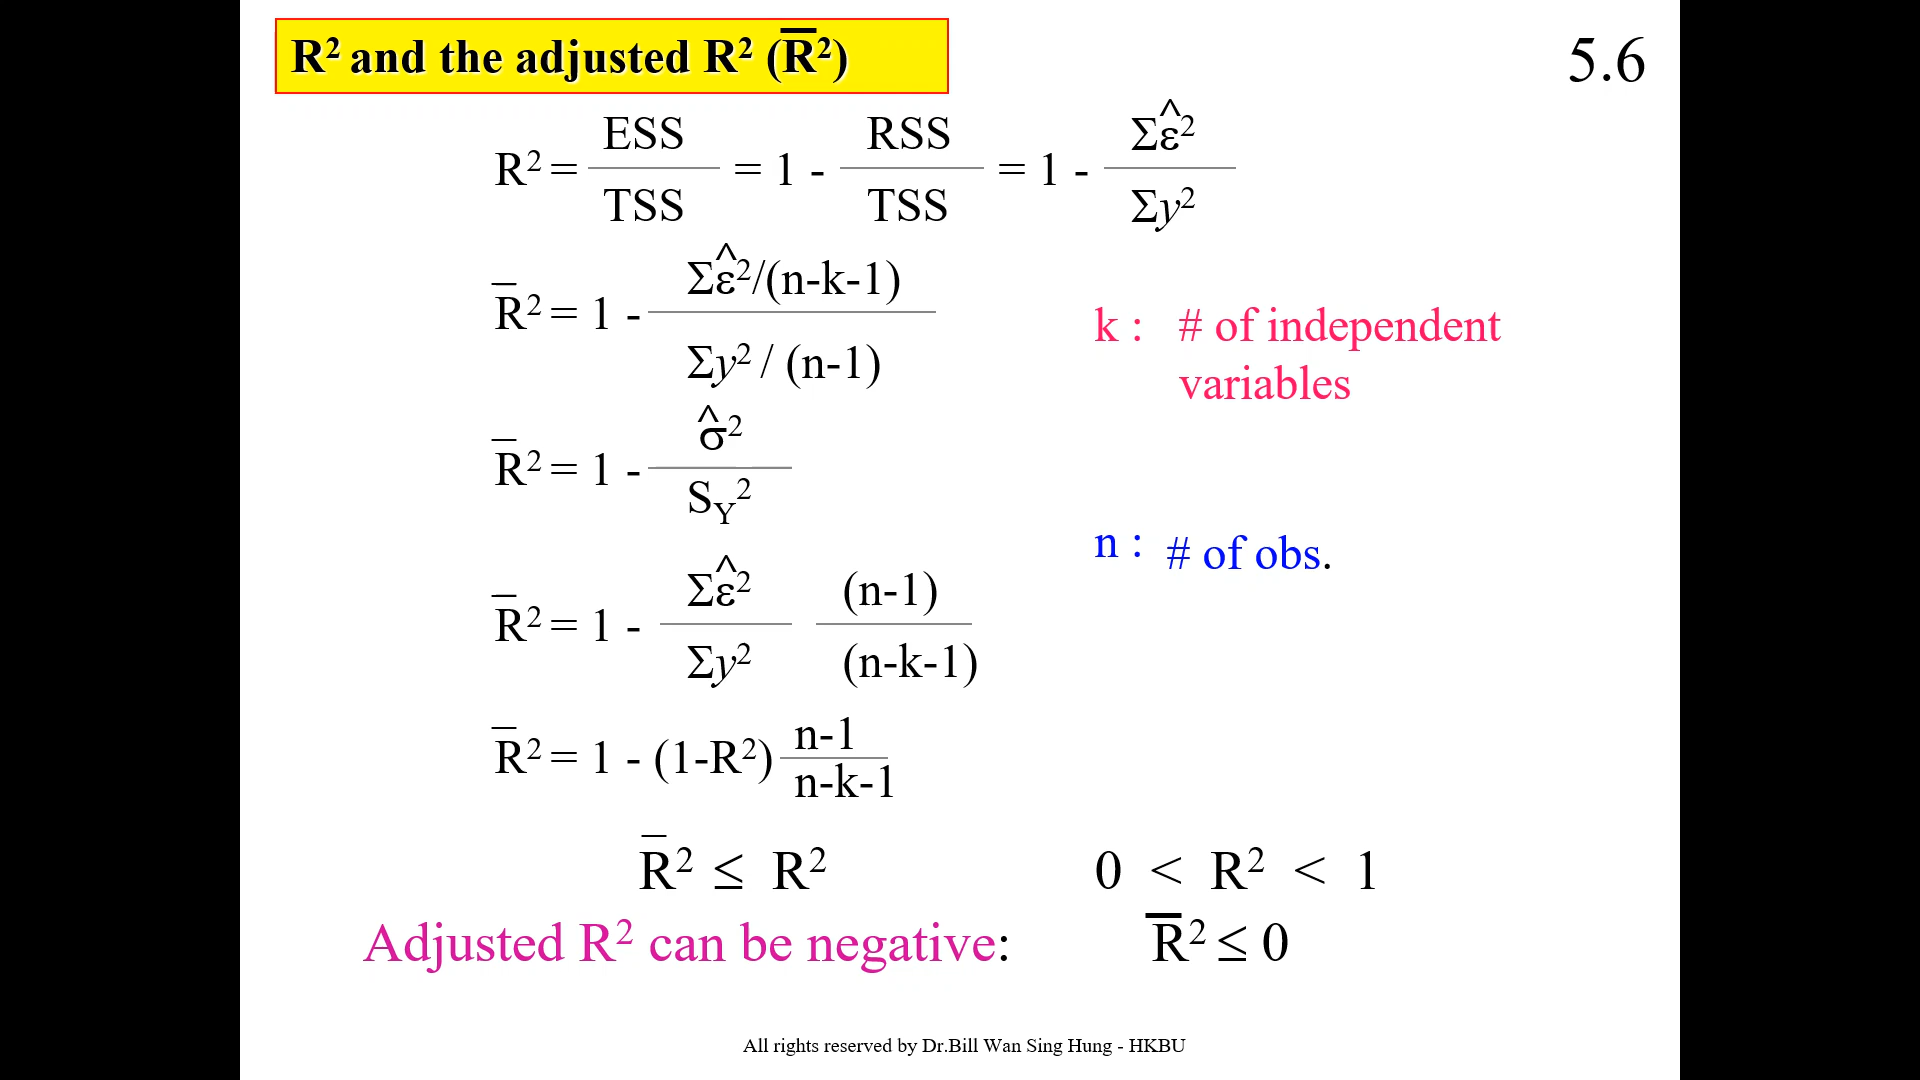 R² and the adjusted R² (R̅²)
5.6
R² = ESS/TSS = 1 - RSS/TSS = 1 - Σε̂²/Σy²
R̅² = 1 - Σε̂²/(n-k-1) / Σy² / (n-1)
k : # of independent
variables
R̅² = 1 - σ̂²/S_Y²
n : # of obs.
R̅² = 1 - Σε̂²/Σy² (n-1)/(n-k-1)
R̅² = 1 - (1-R²) n-1/n-k-1
R̅² ≤ R² 0 < R² < 1
Adjusted R² can be negative: R̅² ≤ 0
All rights reserved by Dr.Bill Wan Sing Hung - HKBU